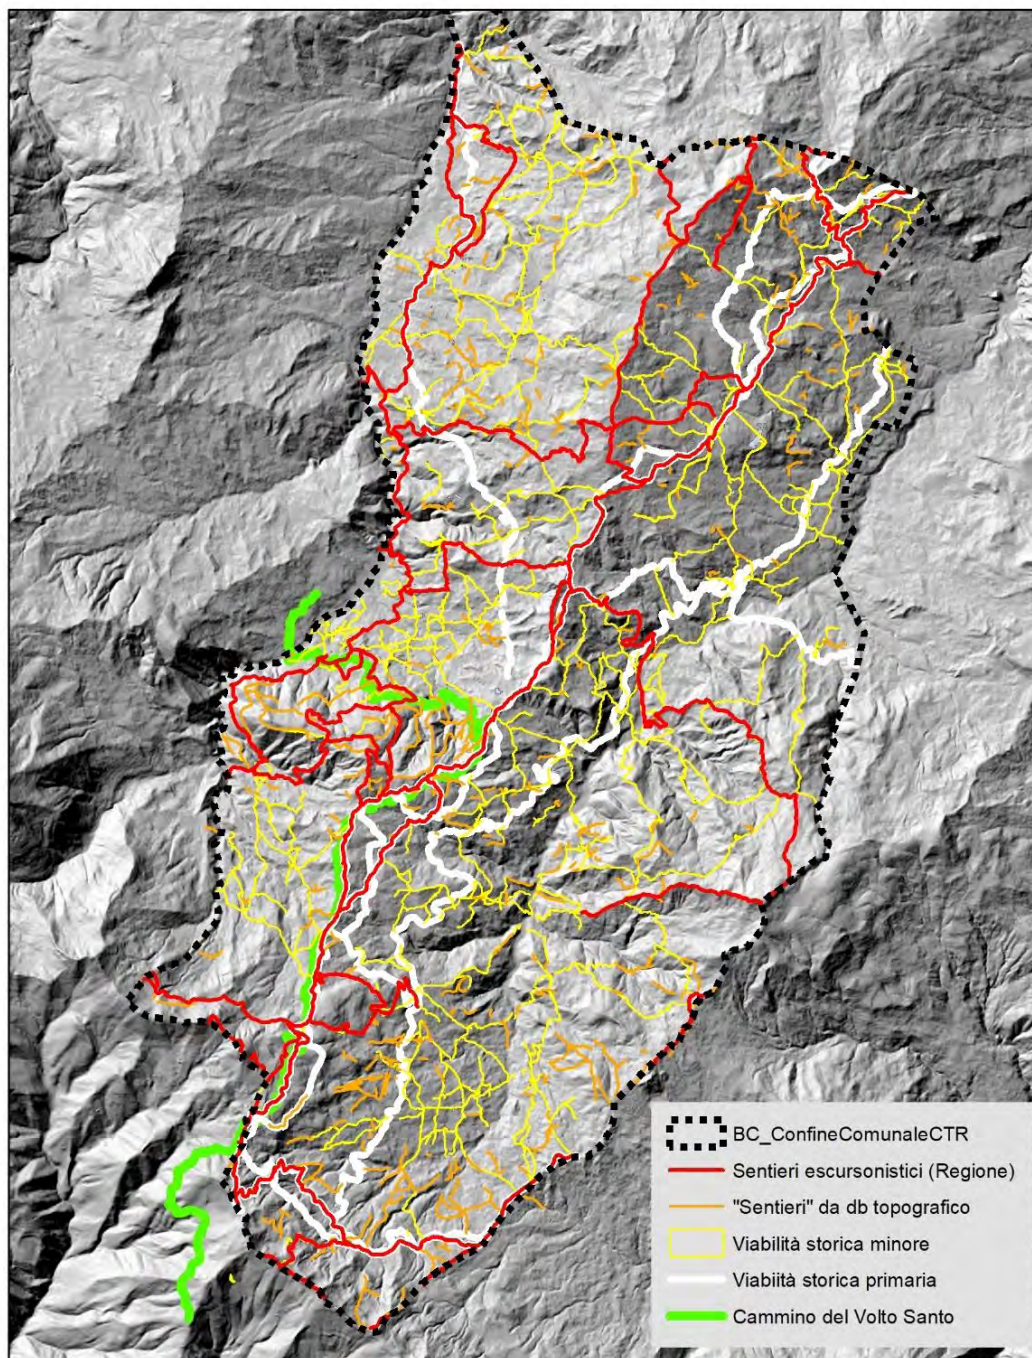 BC_ConfineComunaleCTR
Sentieri escursonistici (Regione)
"Sentieri" da db topografico
Viabilità storica minore
Viabiità storica primaria
Cammino del Volto Santo